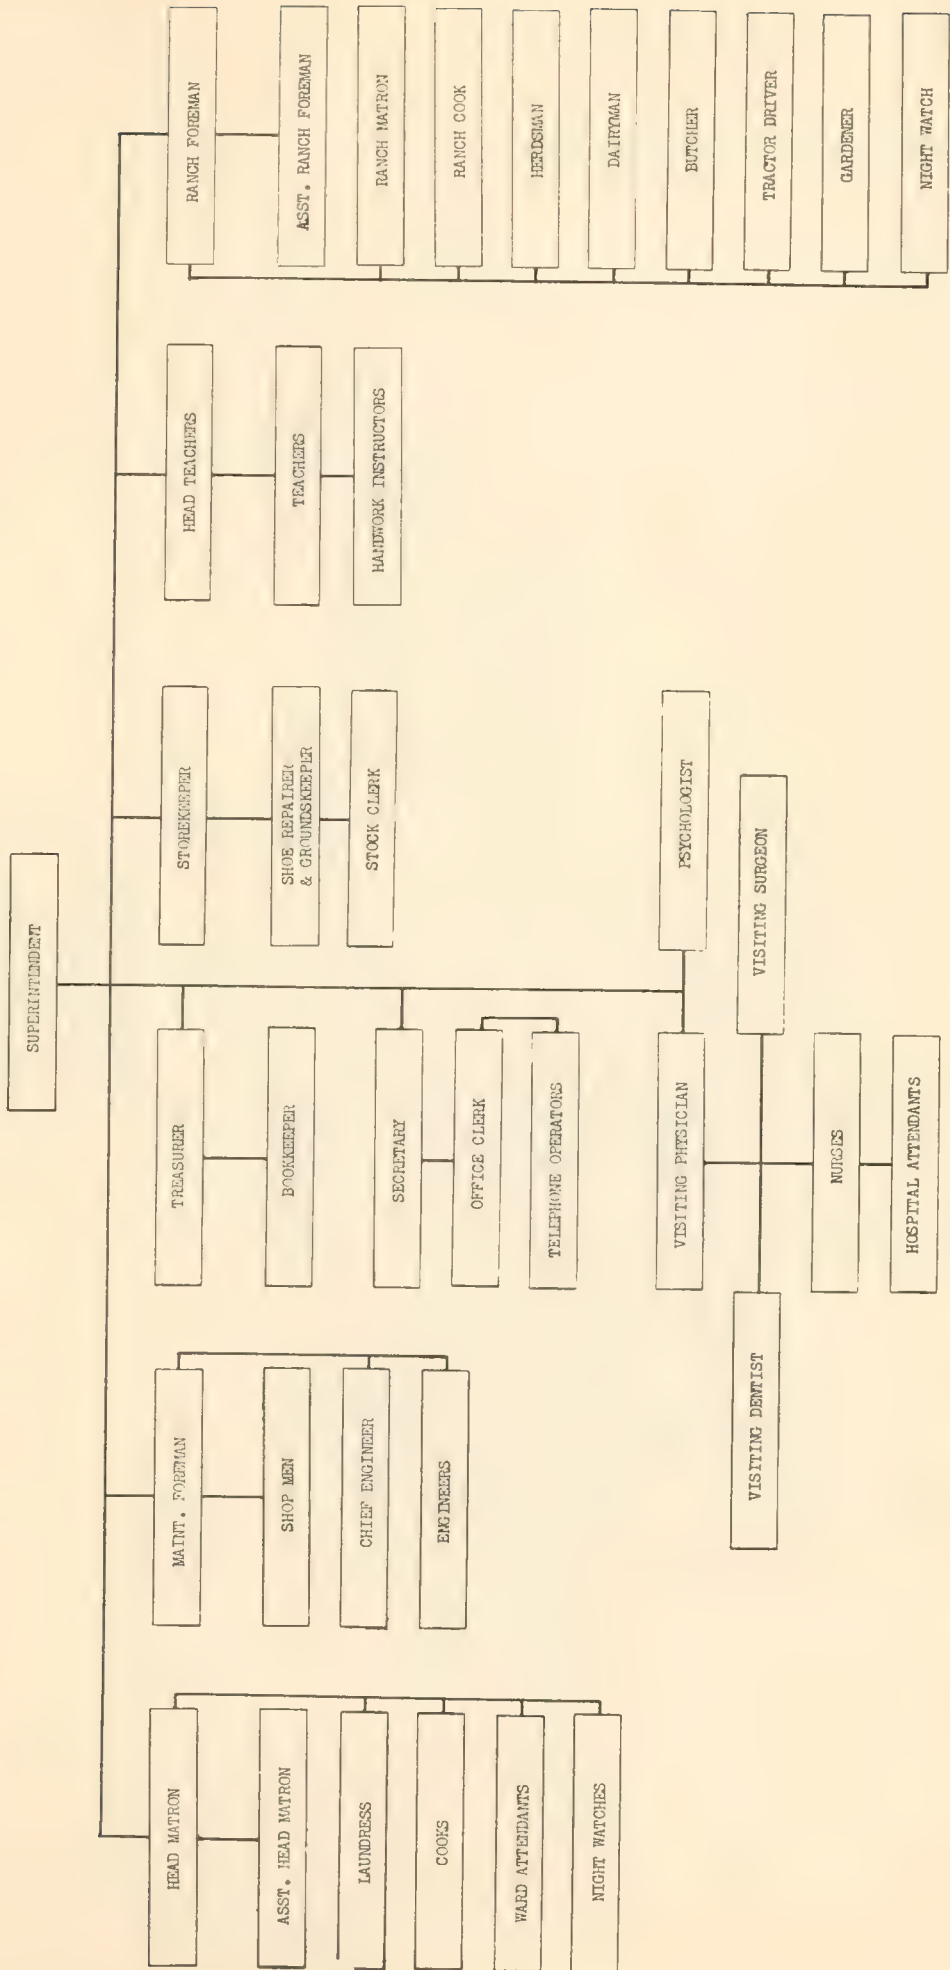 SUPERINTENDENT
HEAD MATRON
ASST. HEAD MATRON
LAUNDRESS
COOKS
WARD ATTENDANTS
NIGHT WATCHES
MAINT. FOREMAN
SHOP MEN
CHIEF ENGINEER
ENGINEERS
TREASURER
BOOKKEEPER
SECRETARY
OFFICE CLERK
TELEPHONE OPERATORS
VISITING PHYSICIAN
PSYCHOLOGIST
VISITING DENTIST
VISITING SURGEON
NURSES
HOSPITAL ATTENDANTS
STOREKEEPER
SHOE REPAIRER
& GROUNDSKEEPER
STOCK CLERK
HEAD TEACHERS
TEACHERS
HANDWORK INSTRUCTORS
RANCH FOREMAN
ASST. RANCH FOREMAN
RANCH MATRON
RANCH COOK
HERDSMAN
DAIRYMAN
BUTCHER
TRACTOR DRIVER
GARDENER
NIGHT WATCH